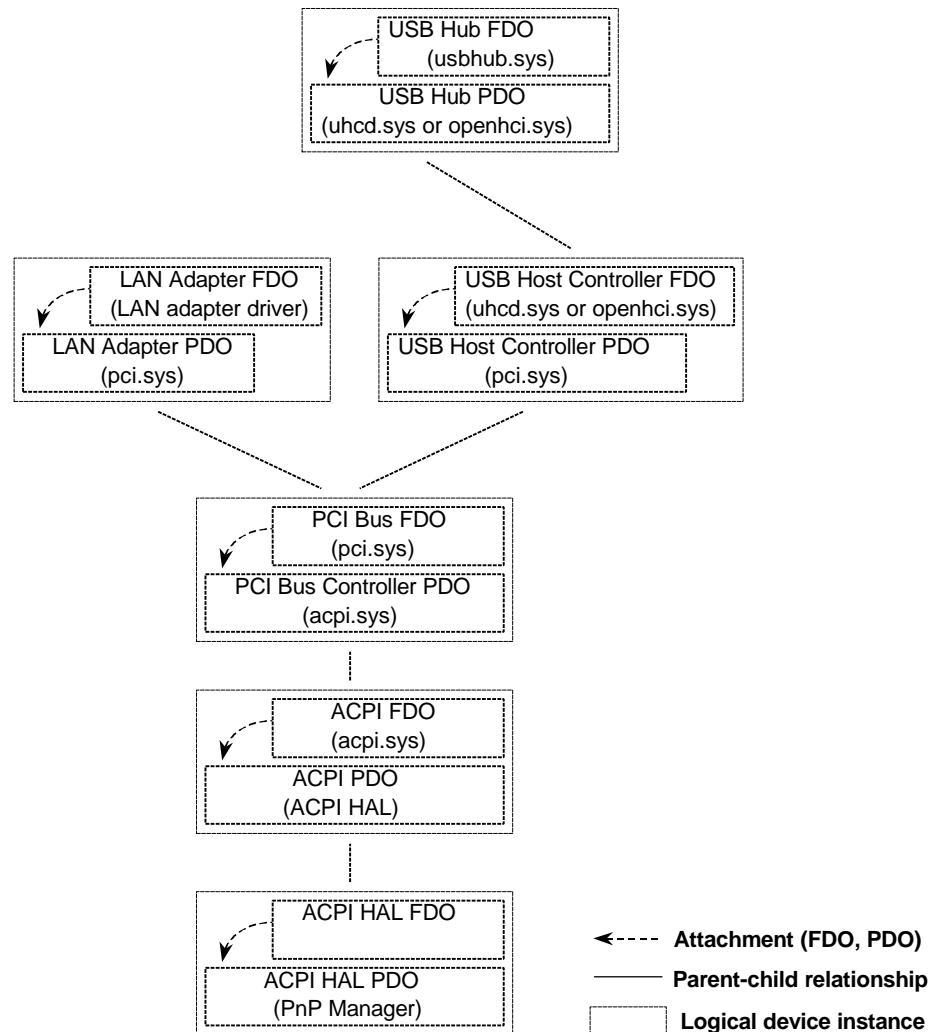 USB Hub FDO
(usbhub.sys)
USB Hub PDO
(uhcd.sys or openhci.sys)
LAN Adapter FDO
(LAN adapter driver)
LAN Adapter PDO
(pci.sys)
USB Host Controller FDO
(uhcd.sys or openhci.sys)
USB Host Controller PDO
(pci.sys)
PCI Bus FDO
(pci.sys)
PCI Bus Controller PDO
(acpi.sys)
ACPI FDO
(acpi.sys)
ACPI PDO
(ACPI HAL)
ACPI HAL FDO
ACPI HAL PDO
(PnP Manager)
Attachment (FDO, PDO)
Parent-child relationship
Logical device instance